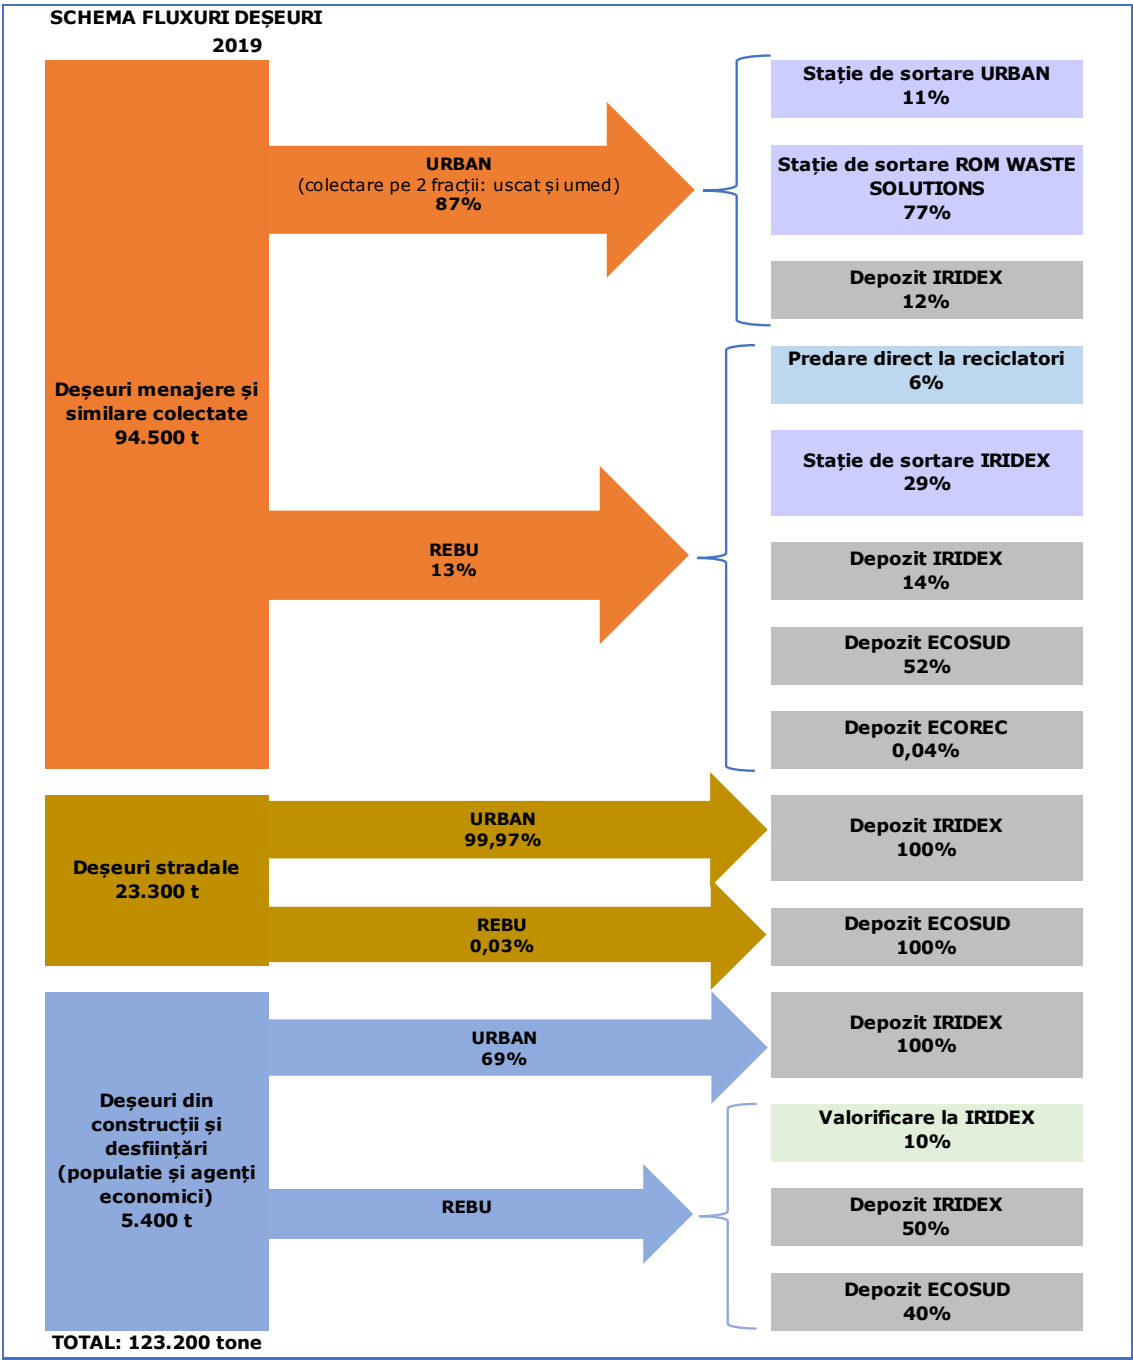 SCHEMA FLUXURI DEȘEURI
2019
Deșeuri menajere și
similare colectate
94.500 t
URBAN
(colectare pe 2 fracții: uscat și umed)
87%
Stație de sortare URBAN
11%
Stație de sortare ROM WASTE
SOLUTIONS
77%
Depozit IRIDEX
12%
REBU
13%
Predare direct la reciclatori
6%
Stație de sortare IRIDEX
29%
Depozit IRIDEX
14%
Depozit ECOSUD
52%
Depozit ECOREC
0,04%
Deșeuri stradale
23.300 t
URBAN
99,97%
Depozit IRIDEX
100%
REBU
0,03%
Depozit ECOSUD
100%
Deșeuri din
construcții și
desființări
(populatie și agenți
economici)
5.400 t
URBAN
69%
Depozit IRIDEX
100%
REBU
Valorificare la IRIDEX
10%
Depozit IRIDEX
50%
Depozit ECOSUD
40%
TOTAL: 123.200 tone